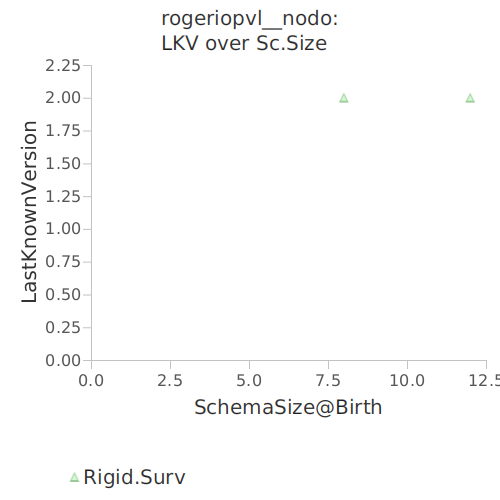 rogeriopvl__nodo:
LKV over Sc.Size
2.25
2.00
1.75
1.50
1.25
1.00
0.75
0.50
0.25
0.00
LastKnownVersion
0.0 2.5 5.0 7.5 10.0 12.5
SchemaSize@Birth
Rigid.Surv